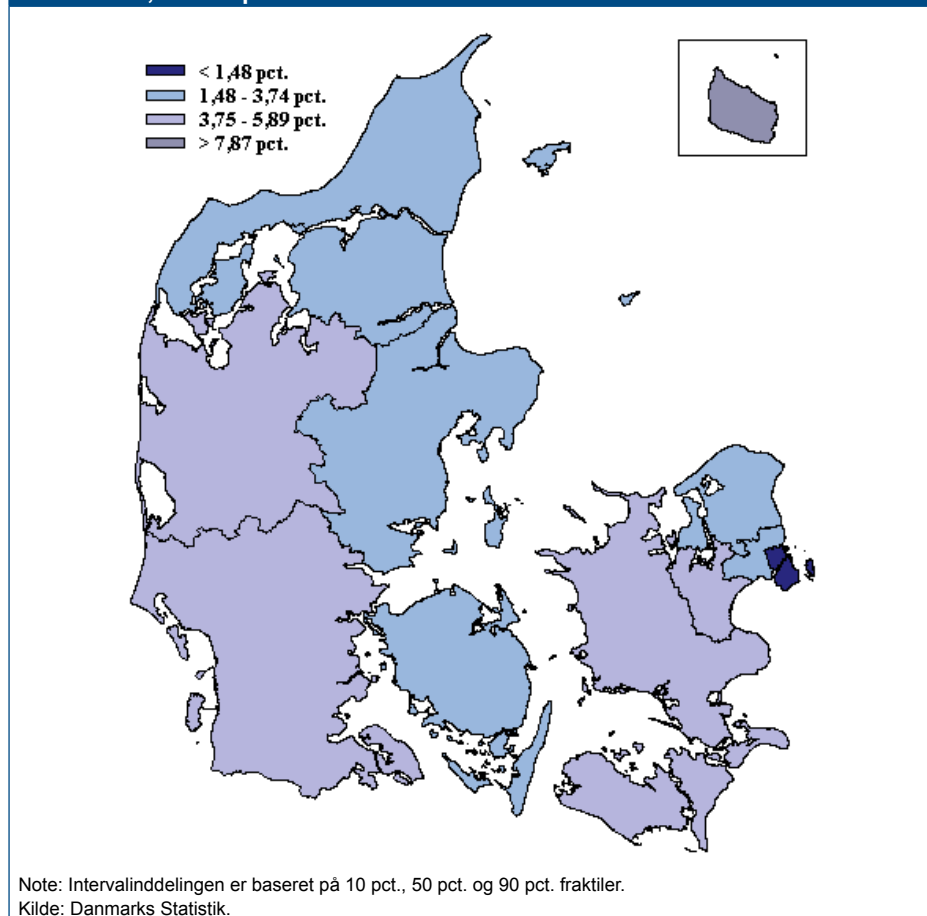 < 1,48 pct.
1,48 - 3,74 pct.
3,75 - 5,89 pct.
> 7,87 pct.
Note: Intervalinddelingen er baseret på 10 pct., 50 pct. og 90 pct. fraktiler.
Kilde: Danmarks Statistik.